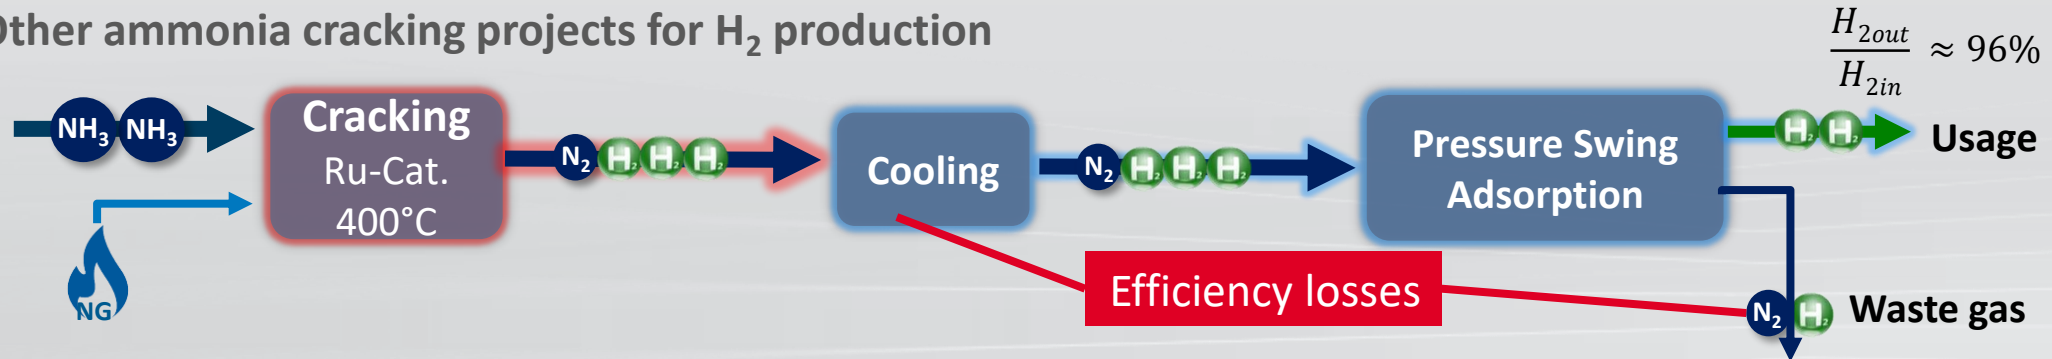 Other ammonia cracking projects for H₂ production
H₂out / H₂in ≈ 96%
NH₃ NH₃
Cracking
Ru-Cat.
400°C
NG
N₂ H₂ H₂ H₂
Cooling
N₂ H₂ H₂ H₂
Pressure Swing
Adsorption
H₂ H₂
Usage
Efficiency losses
N₂ H₂
Waste gas